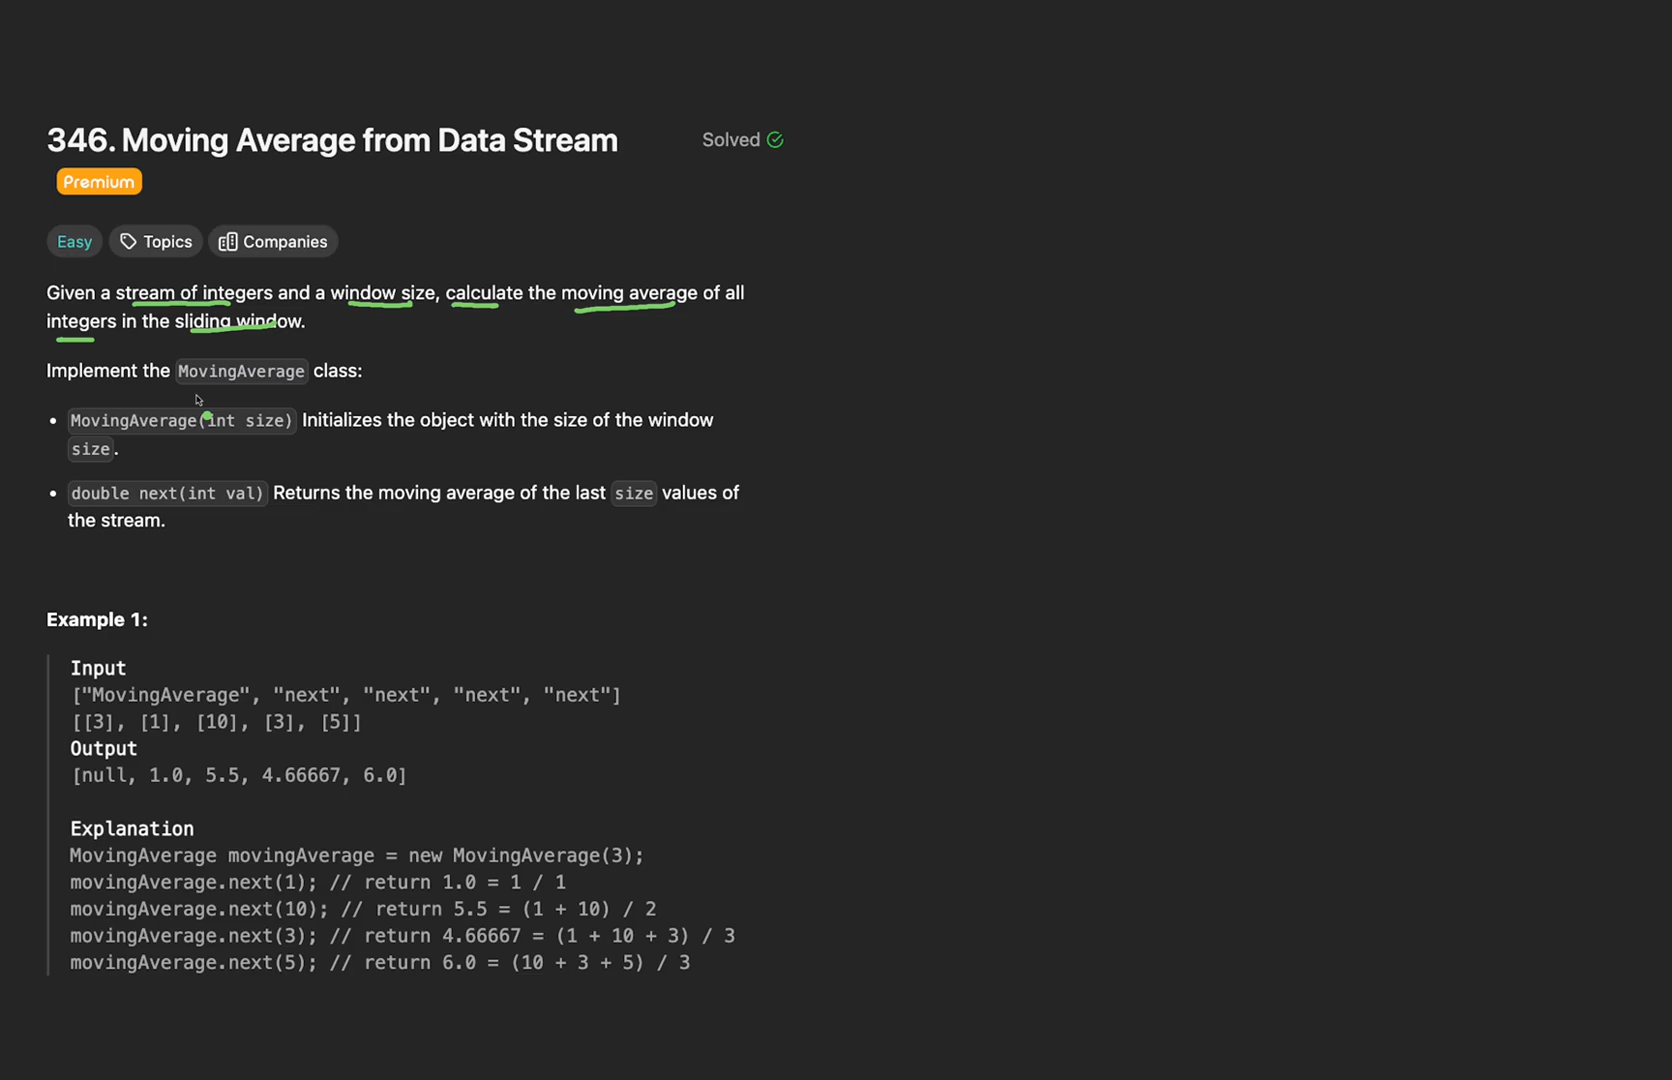 346. Moving Average from Data Stream
Solved
Premium
Easy Topics Companies
Given a stream of integers and a window size, calculate the moving average of all
integers in the sliding window.
Implement the MovingAverage class:
• MovingAverage(int size) Initializes the object with the size of the window
size.
• double next(int val) Returns the moving average of the last size values of
the stream.
Example 1:
Input
["MovingAverage", "next", "next", "next", "next"]
[[3], [1], [10], [3], [5]]
Output
[null, 1.0, 5.5, 4.66667, 6.0]
Explanation
MovingAverage movingAverage = new MovingAverage(3);
movingAverage.next(1); // return 1.0 = 1 / 1
movingAverage.next(10); // return 5.5 = (1 + 10) / 2
movingAverage.next(3); // return 4.66667 = (1 + 10 + 3) / 3
movingAverage.next(5); // return 6.0 = (10 + 3 + 5) / 3